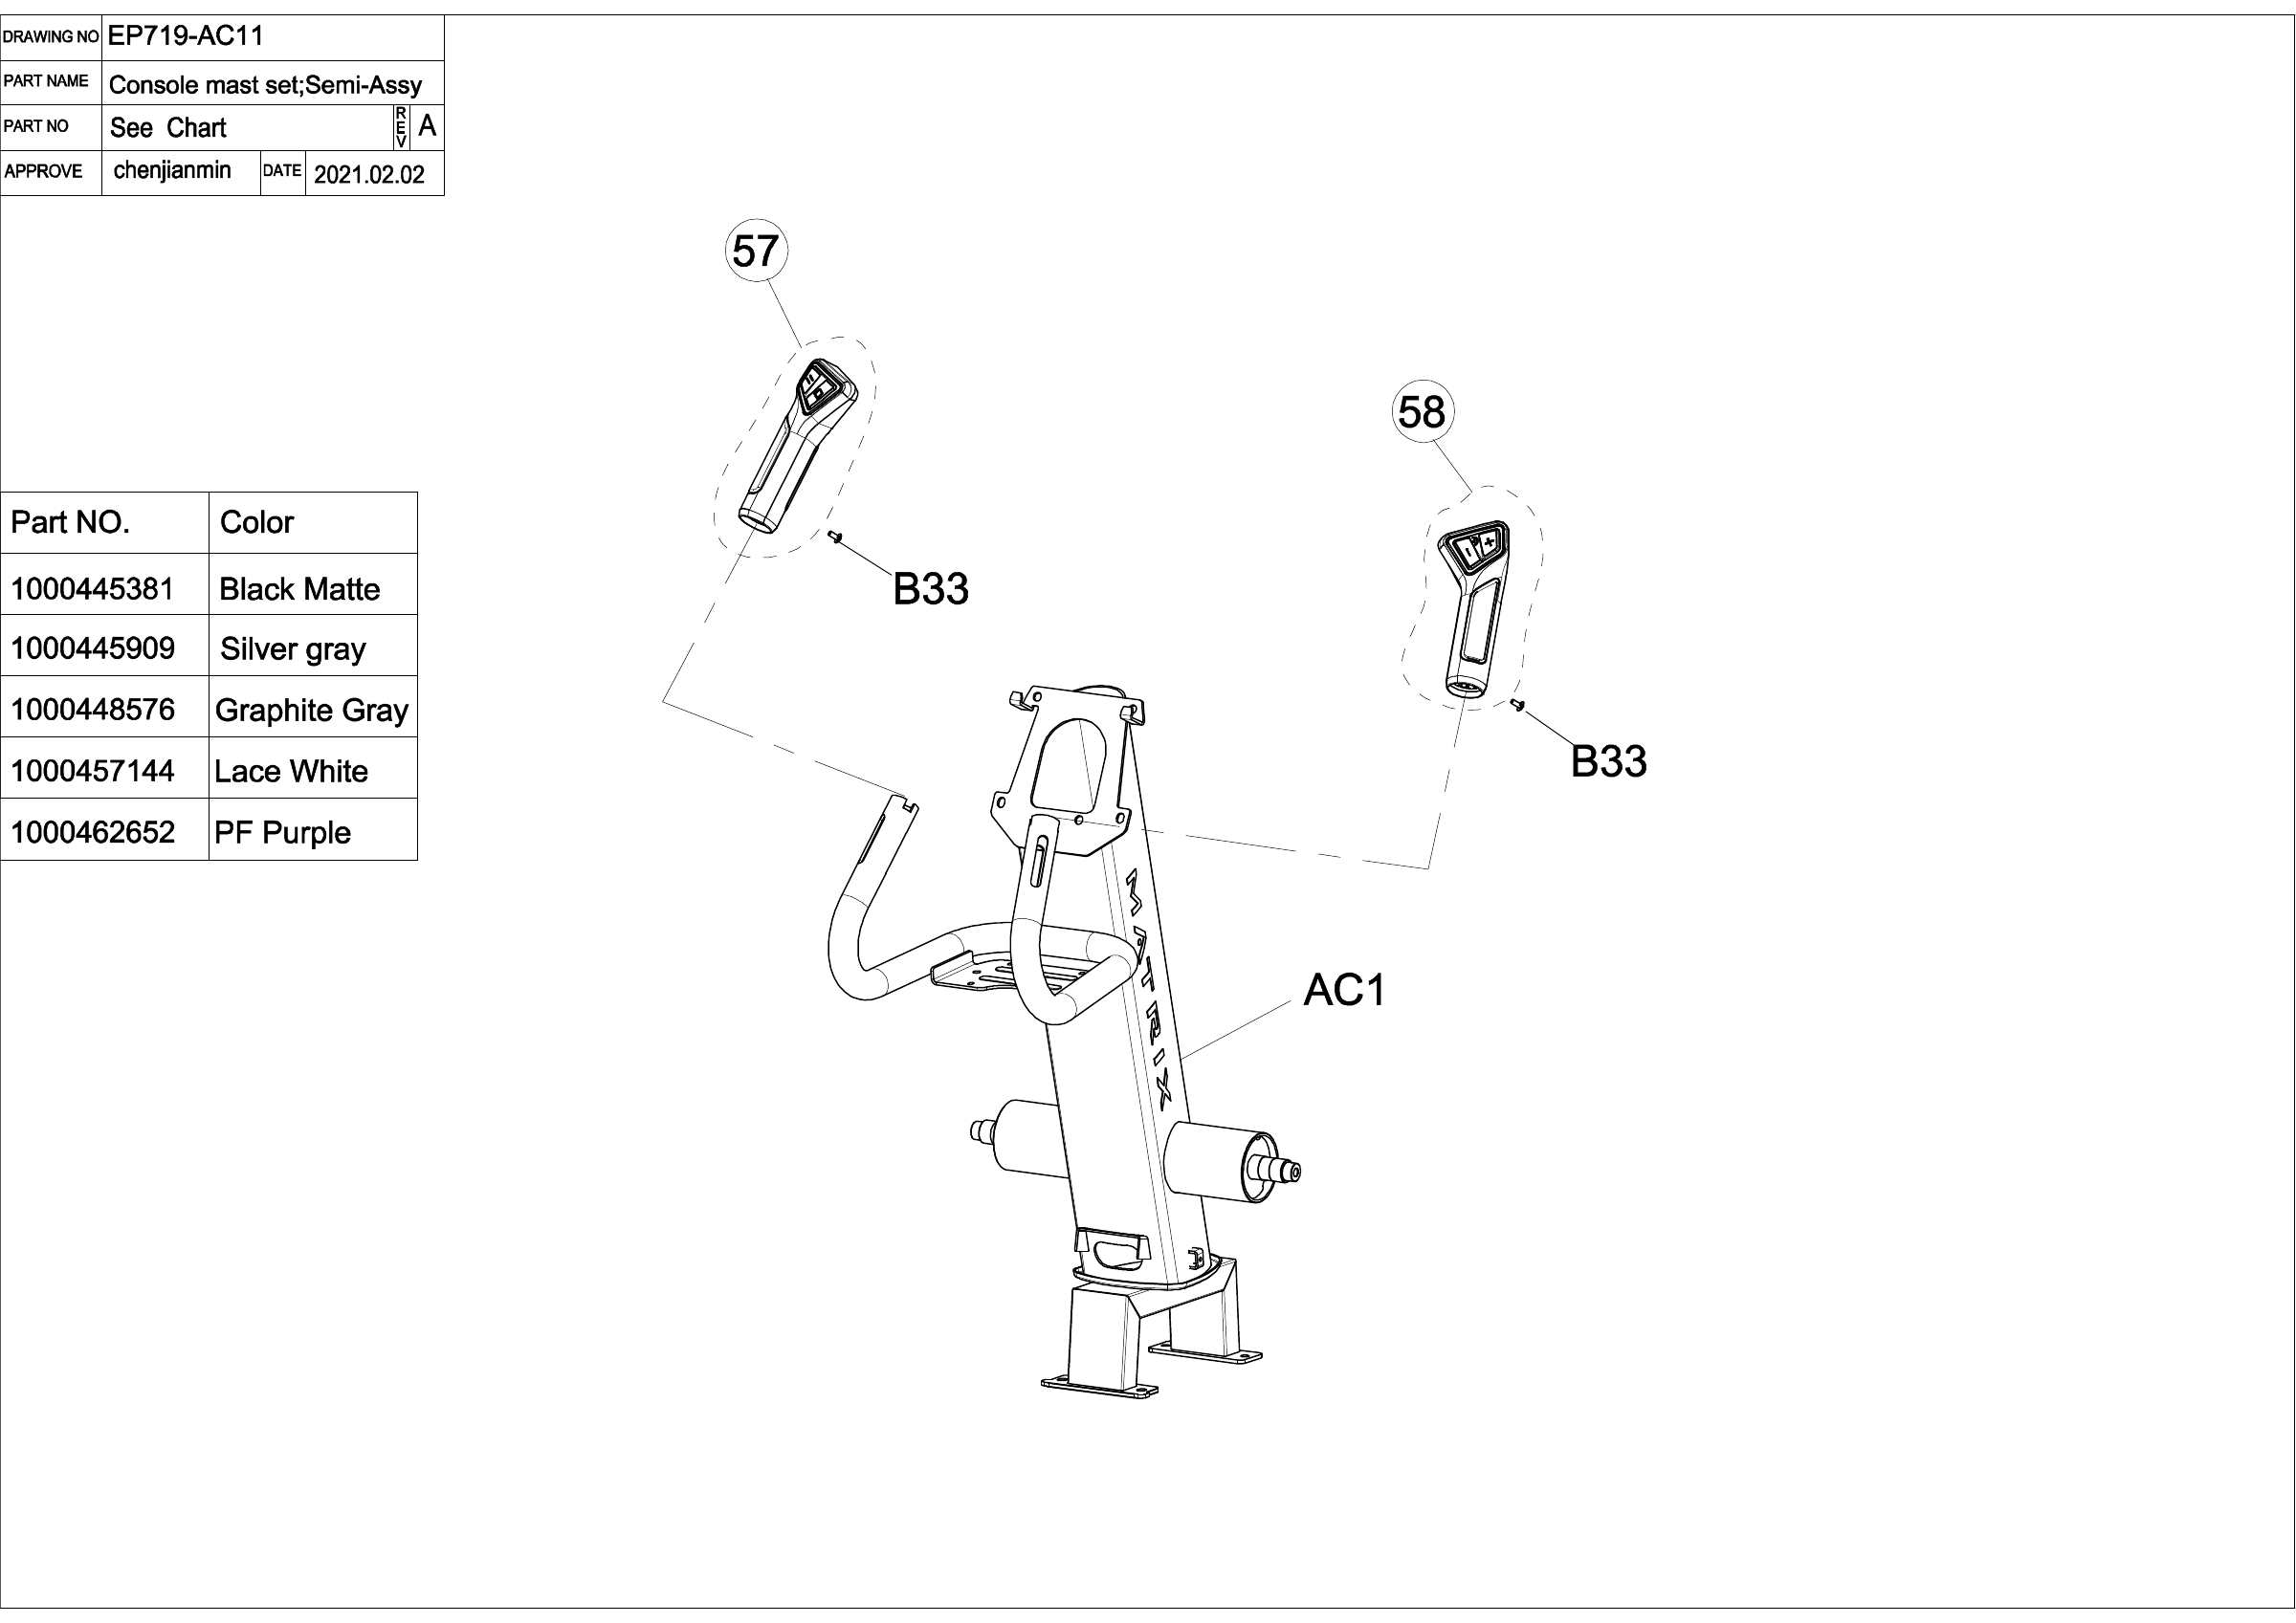 DRAWING NO EP719-AC11
PART NAME Console mast set;Semi-Assy
PART NO See Chart REV A
APPROVE chenjianmin DATE 2021.02.02
57
58
B33
B33
Part NO. Color
1000445381 Black Matte
1000445909 Silver gray
1000448576 Graphite Gray
1000457144 Lace White
1000462652 PF Purple
- +
MATRIX
AC1